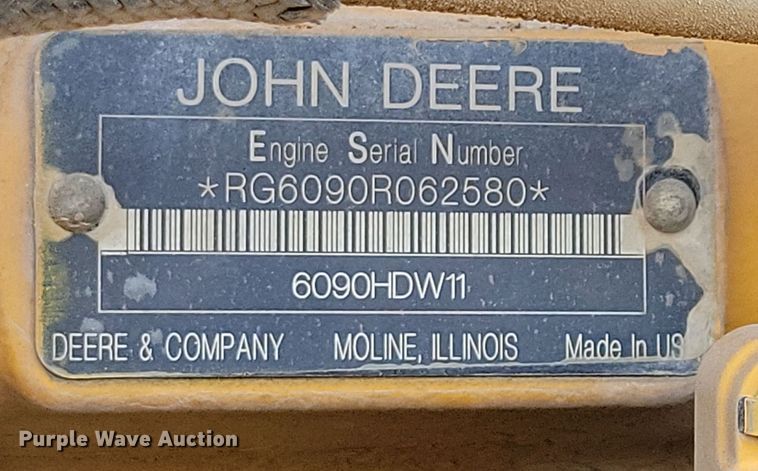 JOHN DEERE
Engine Serial Number
*RG6090R062580*
6090HDW11
DEERE & COMPANY MOLINE, ILLINOIS Made In US
Purple Wave Auction